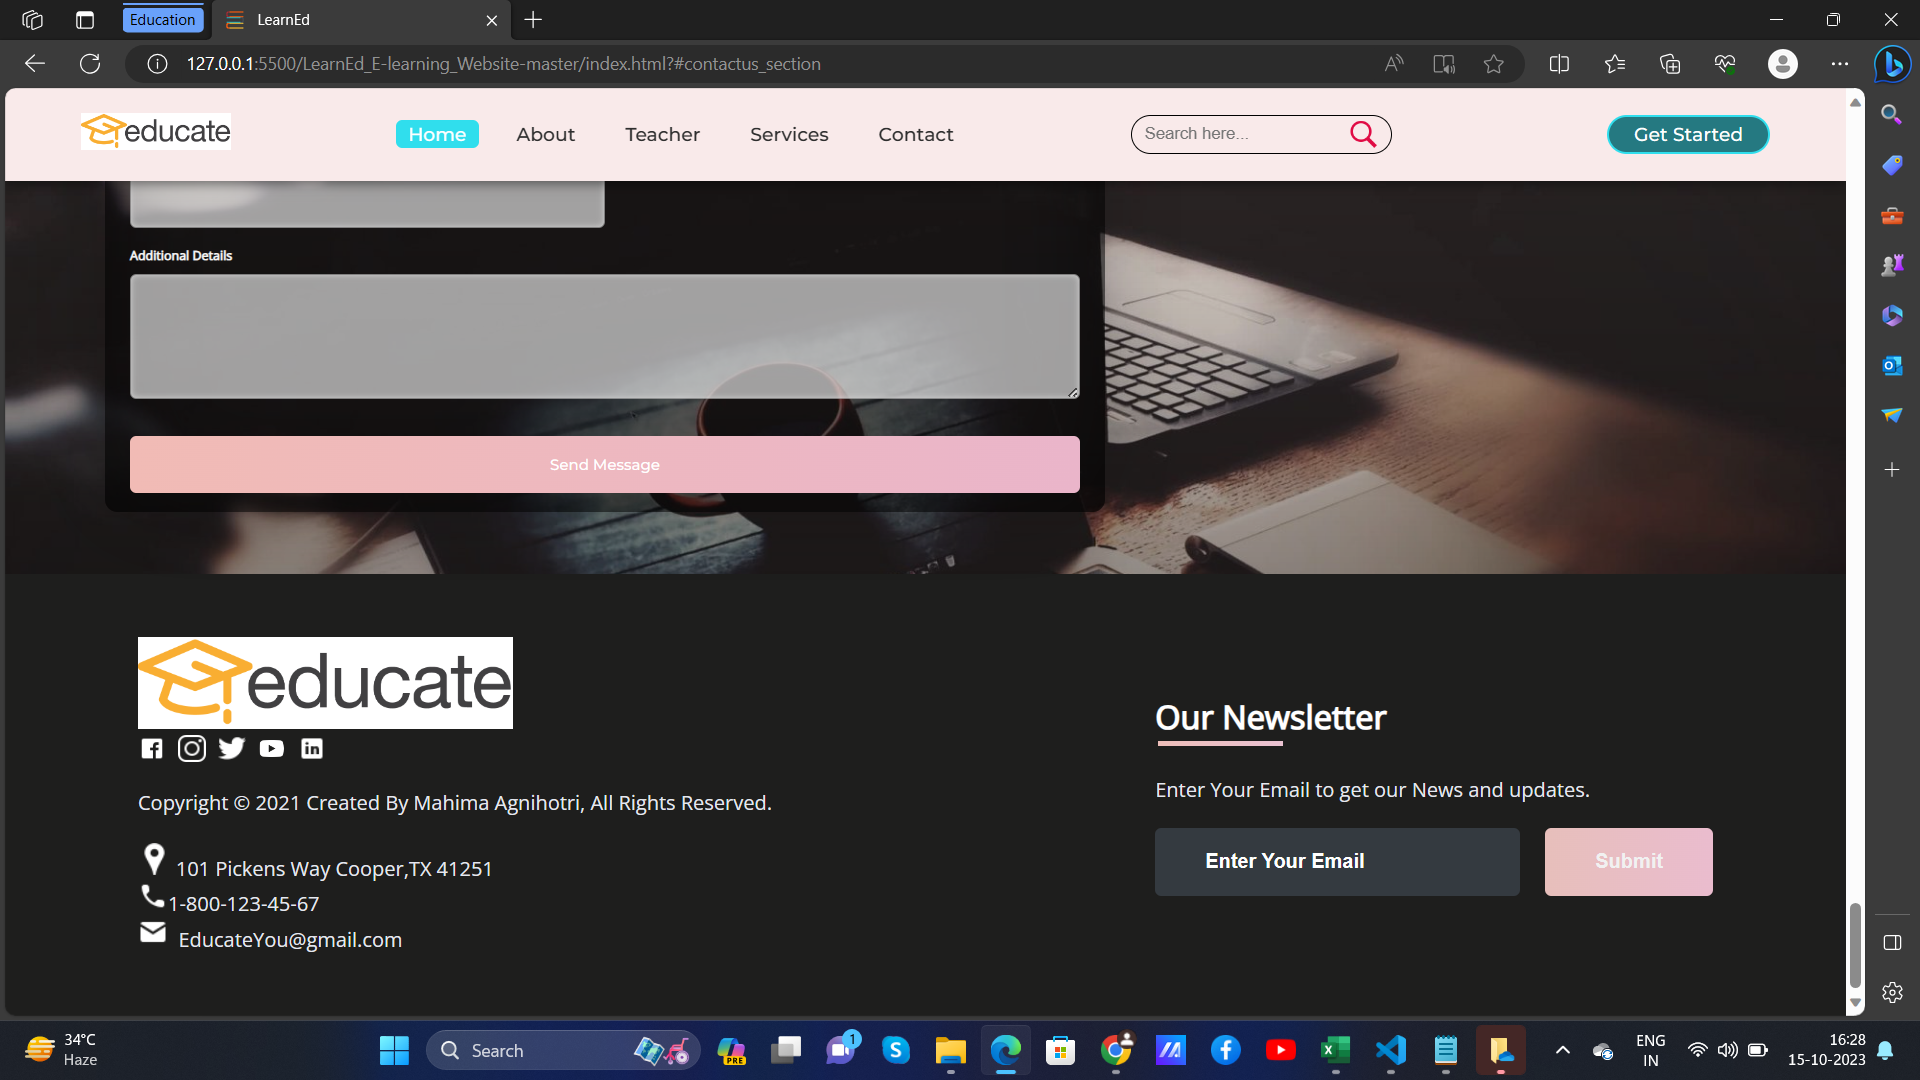 Education
LearnEd
127.0.0.1:5500/LearnEd_E-learning_Website-master/index.html?#contactus_section
educate
Home About Teacher Services Contact
Search here...
Get Started
Additional Details
Send Message
educate
Copyright © 2021 Created By Mahima Agnihotri, All Rights Reserved.
101 Pickens Way Cooper,TX 41251
1-800-123-45-67
EducateYou@gmail.com
Our Newsletter
Enter Your Email to get our News and updates.
Enter Your Email
Submit
34°C
Haze
Search
PRE
1
ENG
IN
16:28
15-10-2023